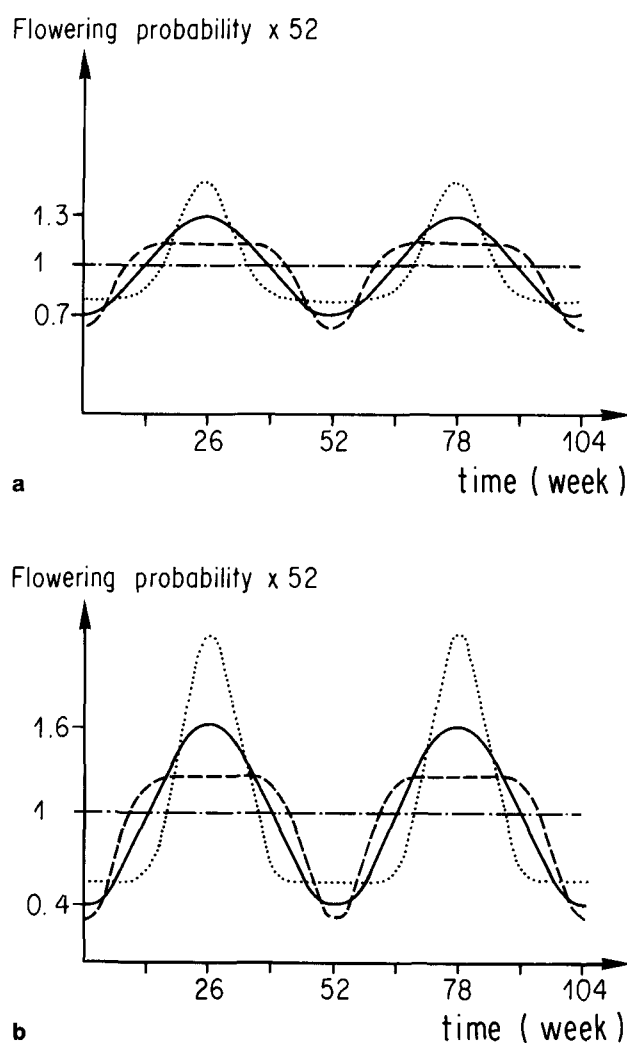 Flowering probability x 52
1.3
1
0.7
26 52 78 104
time ( week )
a
Flowering probability x 52
1.6
1
0.4
26 52 78 104
time ( week )
b